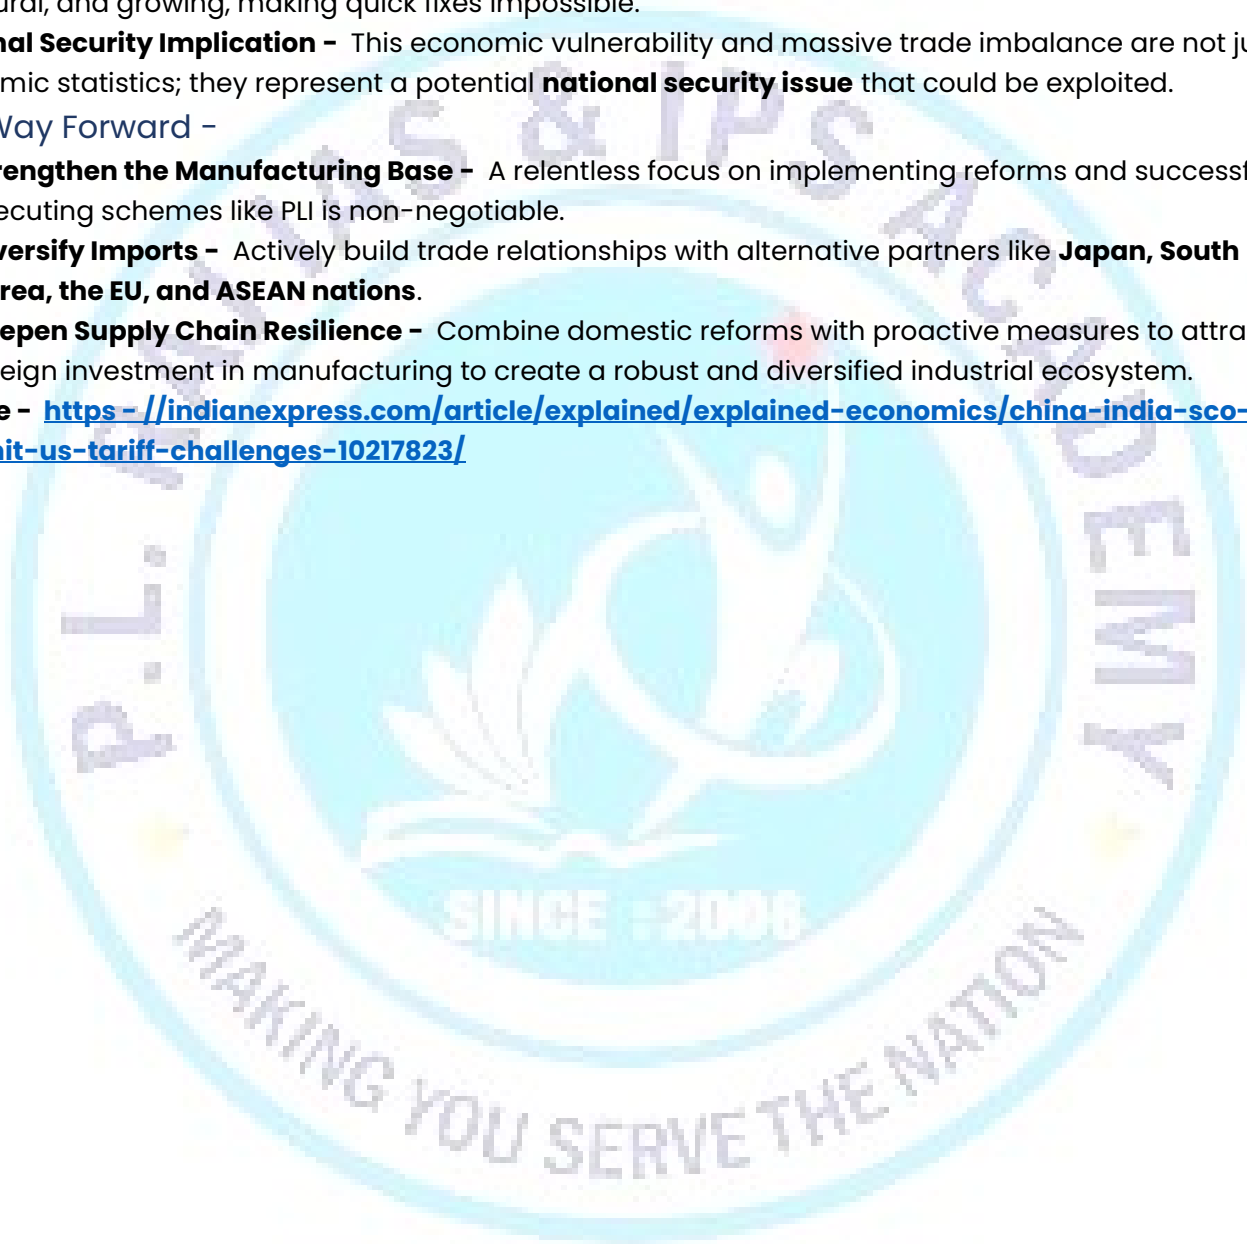 ural, and growing, making quick fixes impossible.
nal Security Implication - This economic vulnerability and massive trade imbalance are not ju
mic statistics; they represent a potential national security issue that could be exploited.
Way Forward -
rengthen the Manufacturing Base - A relentless focus on implementing reforms and successf
ecuting schemes like PLI is non-negotiable.
versify Imports - Actively build trade relationships with alternative partners like Japan, South
rea, the EU, and ASEAN nations.
epen Supply Chain Resilience - Combine domestic reforms with proactive measures to attra
eign investment in manufacturing to create a robust and diversified industrial ecosystem.
e - https - //indianexpress.com/article/explained/explained-economics/china-india-sco-
nit-us-tariff-challenges-10217823/
P.L. IAS & IPS ACADEMY
SINCE :-2008
MAKING YOU SERVE THE NATION